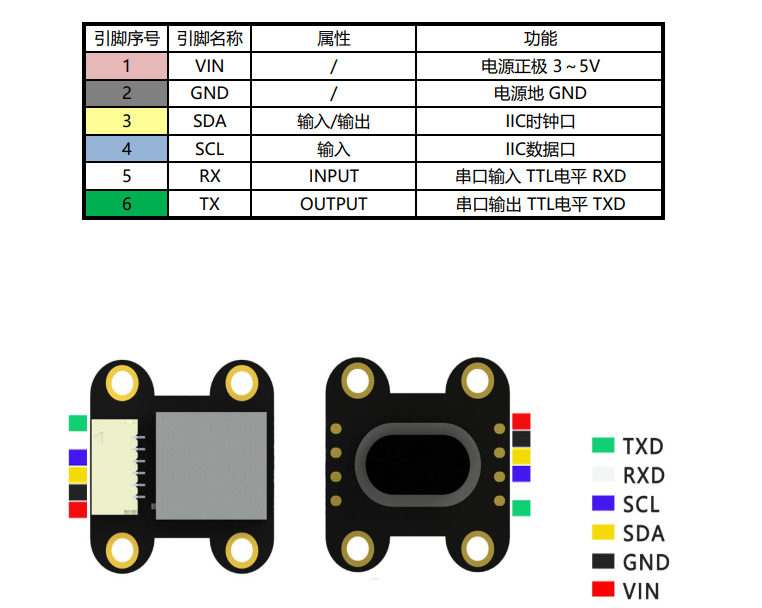 引脚序号 引脚名称 属性 功能
1 VIN / 电源正极 3～5V
2 GND / 电源地 GND
3 SDA 输入/输出 IIC时钟口
4 SCL 输入 IIC数据口
5 RX INPUT 串口输入 TTL电平 RXD
6 TX OUTPUT 串口输出 TTL电平 TXD
1
TXD
RXD
SCL
SDA
GND
VIN